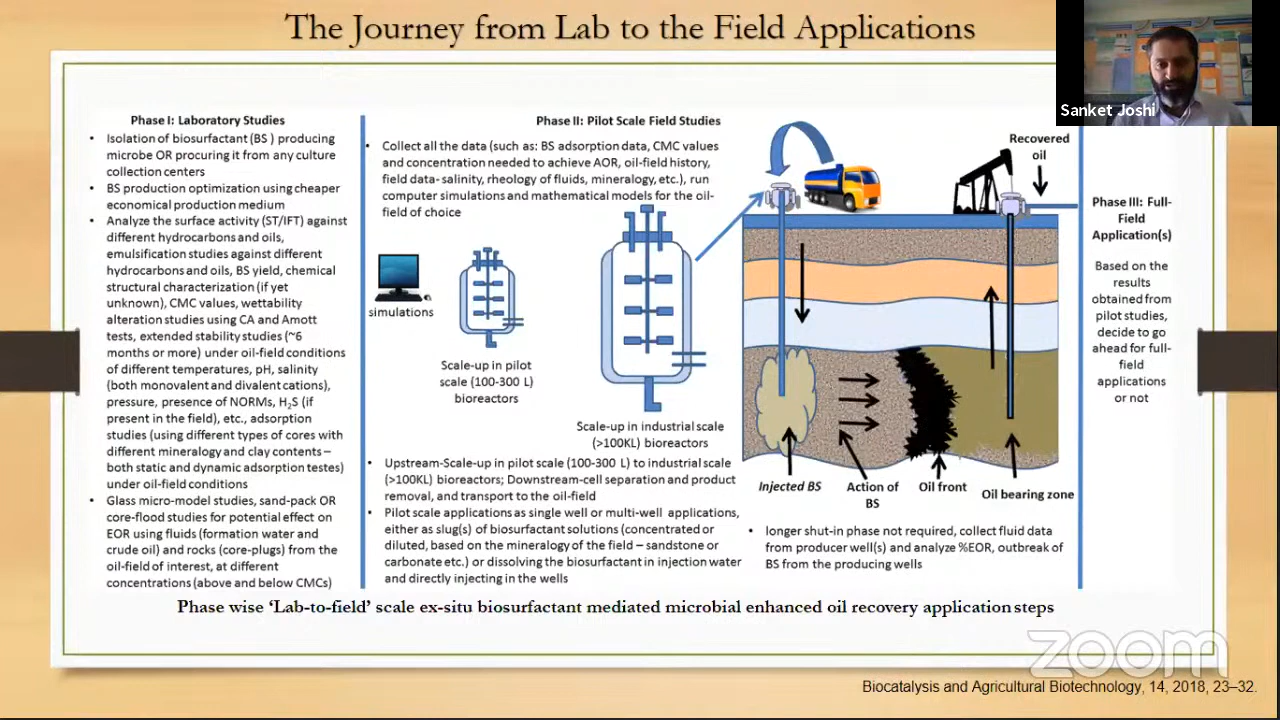 The Journey from Lab to the Field Applications
Sanket Joshi
Phase I: Laboratory Studies
• Isolation of biosurfactant (BS ) producing
microbe OR procuring it from any culture
collection centers
• BS production optimization using cheaper
economical production medium
• Analyze the surface activity (ST/IFT) against
different hydrocarbons and oils,
emulsification studies against different
hydrocarbons and oils, BS yield, chemical
structural characterization (if yet
unknown), CMC values, wettability
alteration studies using CA and Amott
tests, extended stability studies (~6
months or more) under oil-field conditions
of different temperatures, pH, salinity
(both monovalent and divalent cations),
pressure, presence of NORMs, H₂S (if
present in the field), etc., adsorption
studies (using different types of cores with
different mineralogy and clay contents –
both static and dynamic adsorption testes)
under oil-field conditions
• Glass micro-model studies, sand-pack OR
core-flood studies for potential effect on
EOR using fluids (formation water and
crude oil) and rocks (core-plugs) from the
oil-field of interest, at different
concentrations (above and below CMCs)
Phase II: Pilot Scale Field Studies
• Collect all the data (such as: BS adsorption data, CMC values
and concentration needed to achieve AOR, oil-field history,
field data- salinity, rheology of fluids, mineralogy, etc.), run
computer simulations and mathematical models for the oil-
field of choice
simulations
Scale-up in pilot
scale (100-300 L)
bioreactors
Scale-up in industrial scale
(>100KL) bioreactors
• Upstream-Scale-up in pilot scale (100-300 L) to industrial scale
(>100KL) bioreactors; Downstream-cell separation and product
removal, and transport to the oil-field
• Pilot scale applications as single well or multi-well applications,
either as slug(s) of biosurfactant solutions (concentrated or
diluted, based on the mineralogy of the field – sandstone or
carbonate etc.) or dissolving the biosurfactant in injection water
and directly injecting in the wells
Recovered
oil
Injected BS
Action of
BS
Oil front
Oil bearing zone
• longer shut-in phase not required, collect fluid data
from producer well(s) and analyze %EOR, outbreak of
BS from the producing wells
Phase III: Full-
Field
Application(s)
Based on the
results
obtained from
pilot studies,
decide to go
ahead for full-
field
applications
or not
Phase wise ‘Lab-to-field’ scale ex-situ biosurfactant mediated microbial enhanced oil recovery application steps
zoom
Biocatalysis and Agricultural Biotechnology, 14, 2018, 23–32.